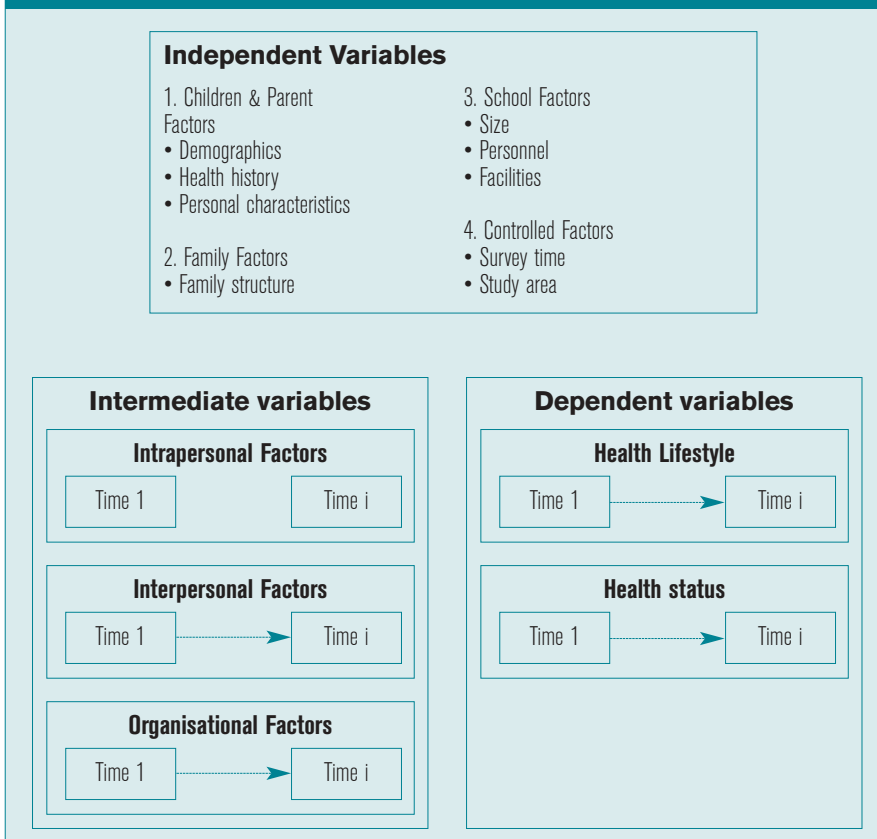 Independent Variables
1. Children & Parent
Factors
• Demographics
• Health history
• Personal characteristics
2. Family Factors
• Family structure
3. School Factors
• Size
• Personnel
• Facilities
4. Controlled Factors
• Survey time
• Study area
Intermediate variables
Intrapersonal Factors
Time 1
Time i
Interpersonal Factors
Time 1
Time i
Organisational Factors
Time 1
Time i
Dependent variables
Health Lifestyle
Time 1
Time i
Health status
Time 1
Time i